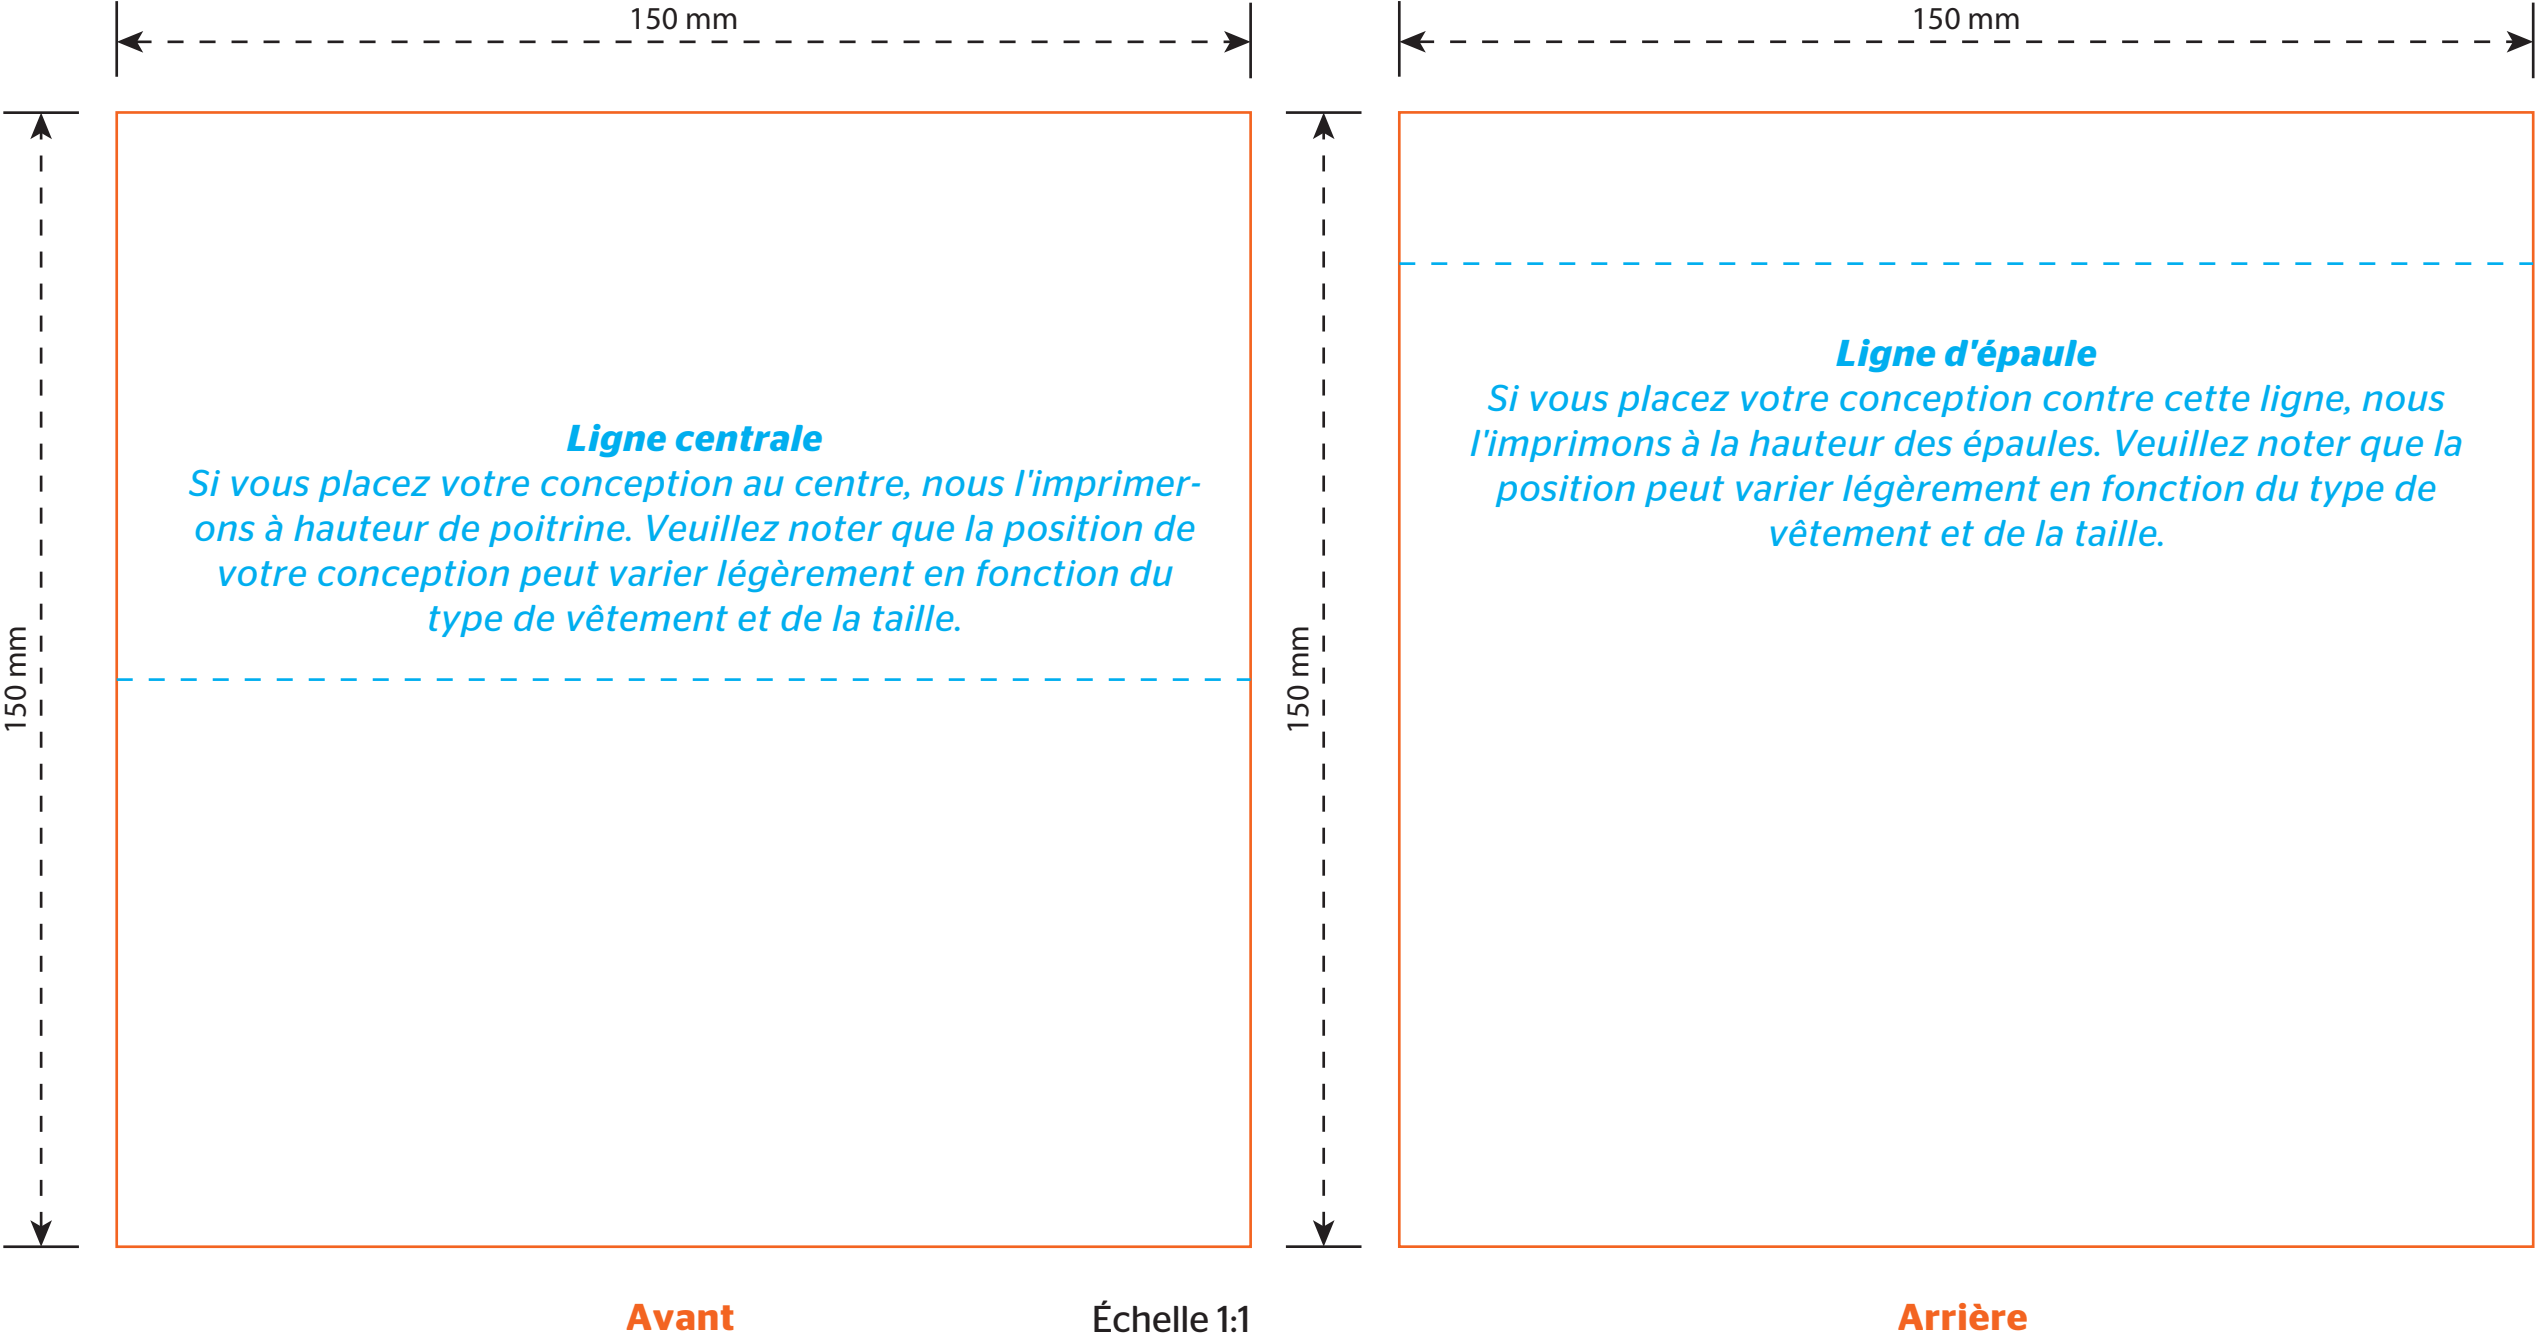 150 mm
150 mm
150 mm
Ligne centrale
Si vous placez votre conception au centre, nous l'imprimer-
ons à hauteur de poitrine. Veuillez noter que la position de
votre conception peut varier légèrement en fonction du
type de vêtement et de la taille.
150 mm
Ligne d'épaule
Si vous placez votre conception contre cette ligne, nous
l'imprimons à la hauteur des épaules. Veuillez noter que la
position peut varier légèrement en fonction du type de
vêtement et de la taille.
Avant
Échelle 1:1
Arrière